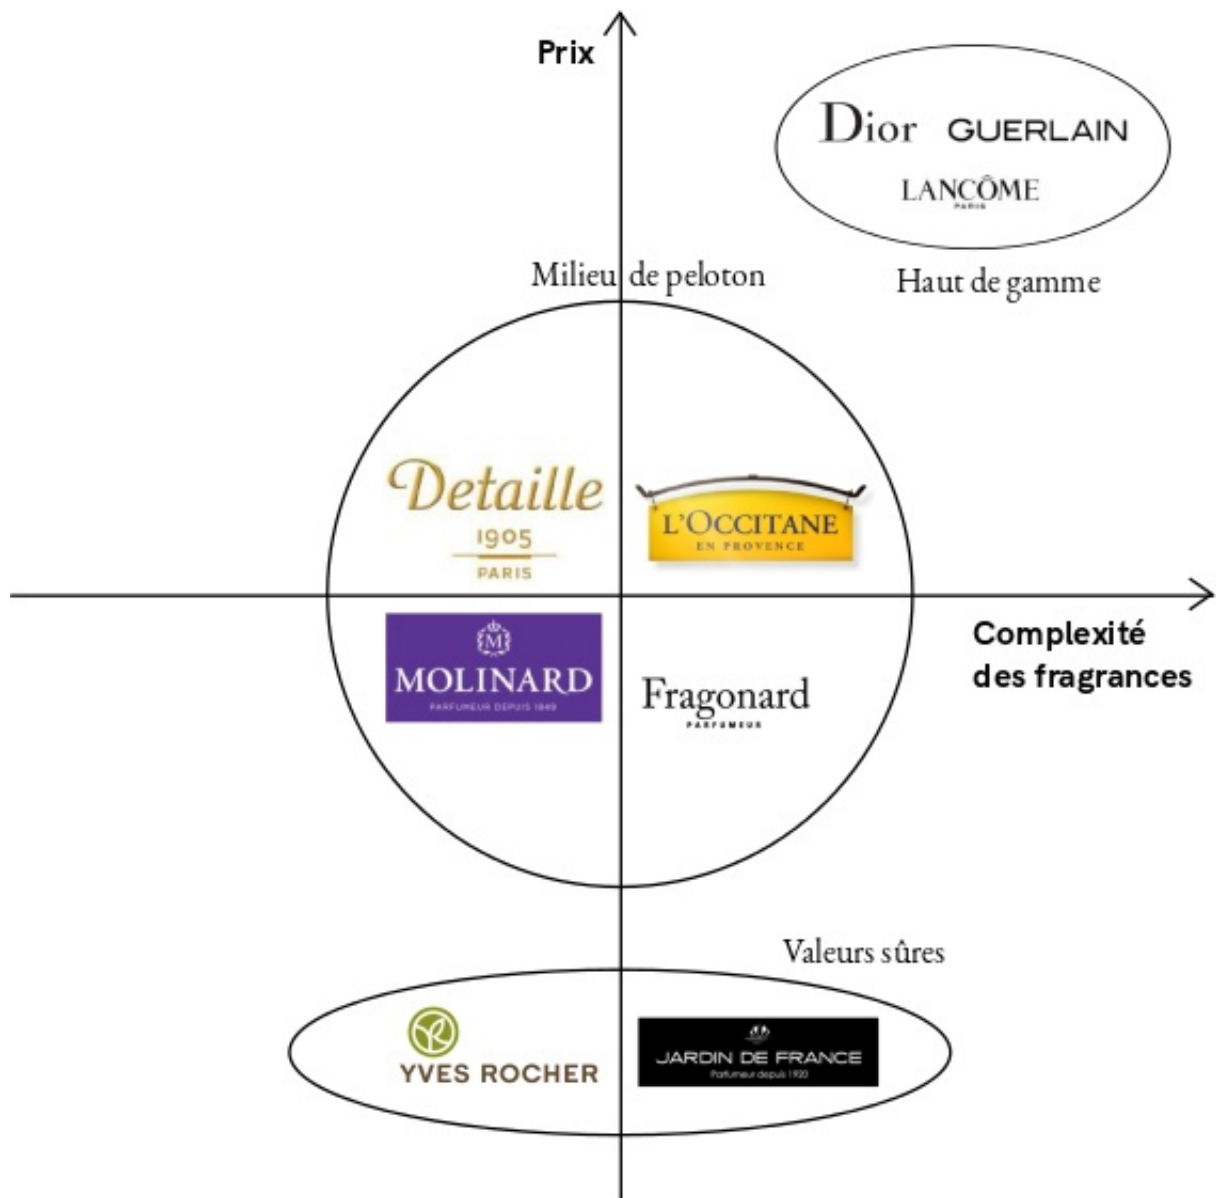 Prix
Dior GUERLAIN
LANCÔME
PARIS
Milieu de peloton
Haut de gamme
Detaille
1905
PARIS
L'OCCITANE
EN PROVENCE
Complexité
des fragrances
M
MOLINARD
PARFUMEUR DEPUIS 1849
Fragonard
PARFUMEUR
Valeurs sûres
YVES ROCHER
JARDIN DE FRANCE
Parfumeur depuis 1920